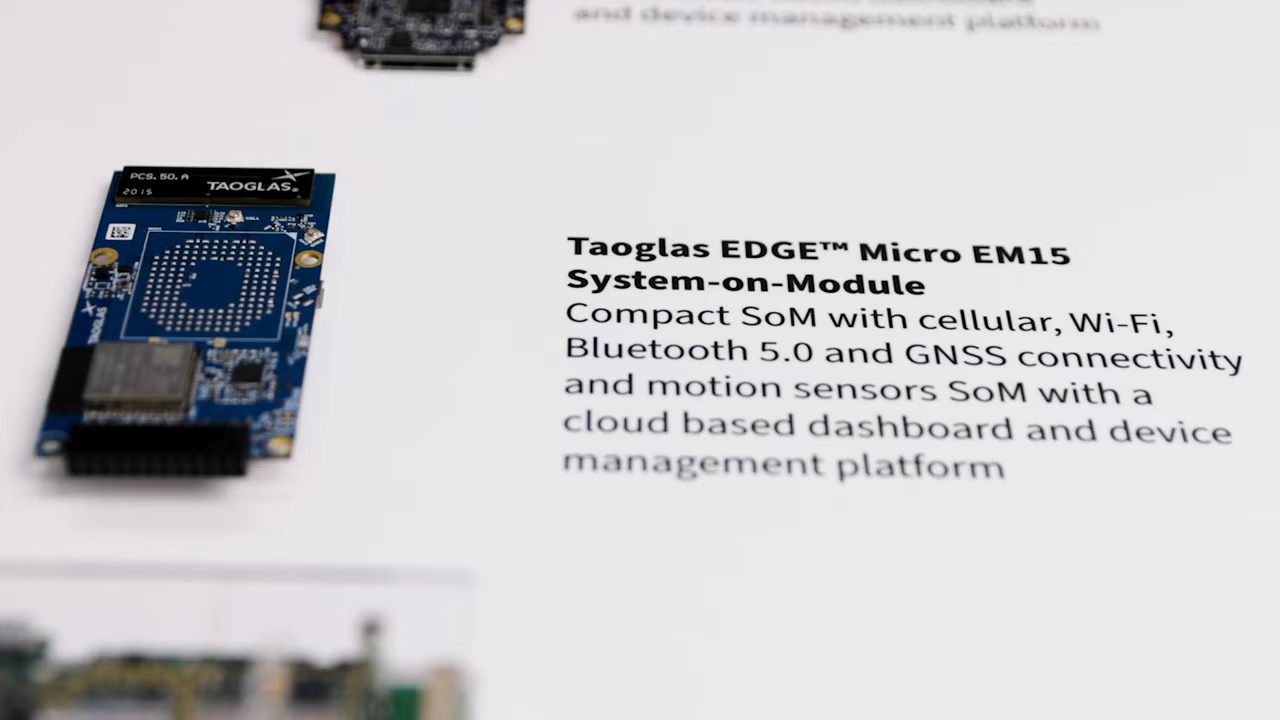 and device management platform
PCS.50.A
TAOGLAS®
2015
TAOGLAS
Taoglas EDGE™ Micro EM15
System-on-Module
Compact SoM with cellular, Wi-Fi,
Bluetooth 5.0 and GNSS connectivity
and motion sensors SoM with a
cloud based dashboard and device
management platform